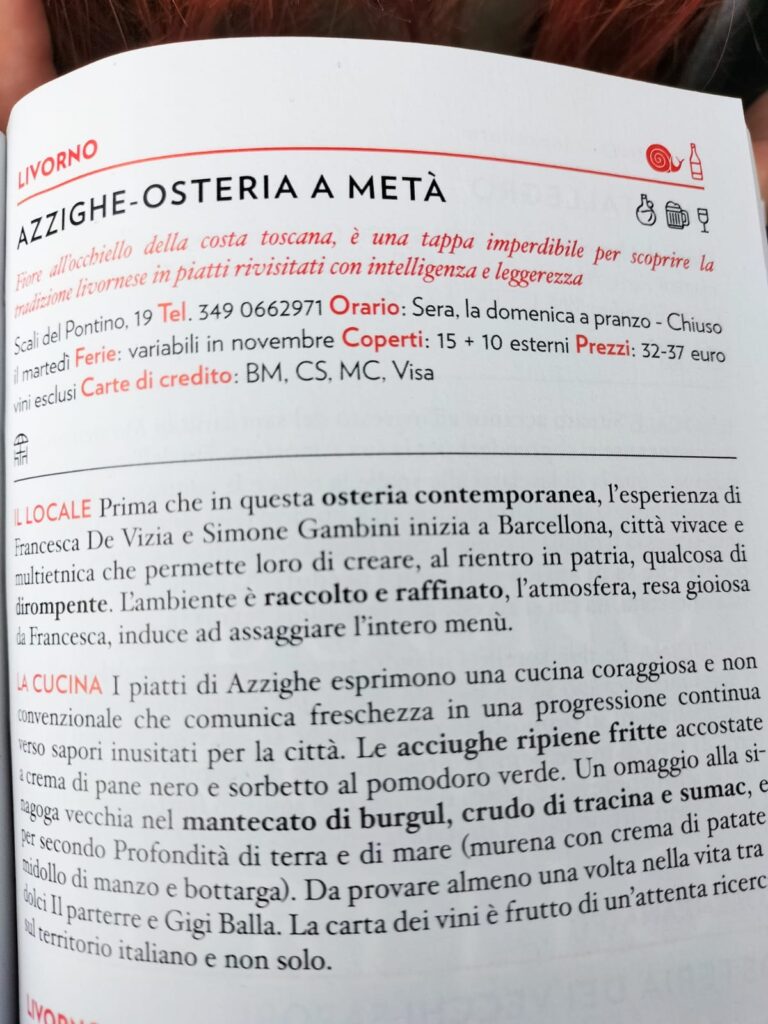 LIVORNO
AZZIGHE-OSTERIA A METÀ
Fiore all'occhiello della costa toscana, è una tappa imperdibile per scoprire la
tradizione livornese in piatti rivisitati con intelligenza e leggerezza
Scali del Pontino, 19 Tel. 349 0662971 Orario: Sera, la domenica a pranzo - Chiuso
il martedì Ferie: variabili in novembre Coperti: 15 + 10 esterni Prezzi: 32-37 euro
vini esclusi Carte di credito: BM, CS, MC, Visa
IL LOCALE Prima che in questa osteria contemporanea, l'esperienza di
Francesca De Vizia e Simone Gambini inizia a Barcellona, città vivace e
multietnica che permette loro di creare, al rientro in patria, qualcosa di
dirompente. L'ambiente è raccolto e raffinato, l'atmosfera, resa gioiosa
da Francesca, induce ad assaggiare l'intero menù.
LA CUCINA I piatti di Azzighe esprimono una cucina coraggiosa e non
convenzionale che comunica freschezza in una progressione continua
verso sapori inusitati per la città. Le acciughe ripiene fritte accostate
a crema di pane nero e sorbetto al pomodoro verde. Un omaggio alla si-
nagoga vecchia nel mantecato di burgul, crudo di tracina e sumac, e
per secondo Profondità di terra e di mare (murena con crema di patate
midollo di manzo e bottarga). Da provare almeno una volta nella vita tra
dolci Il parterre e Gigi Balla. La carta dei vini è frutto di un'attenta ricerc
sul territorio italiano e non solo.
LIVORNO